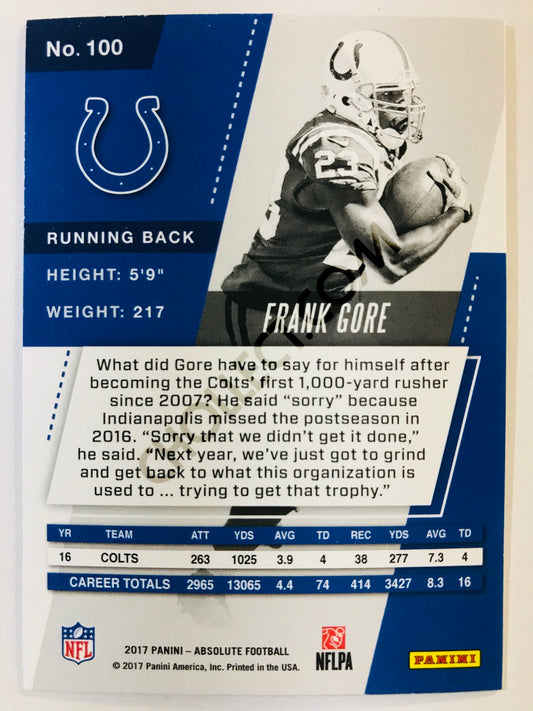 No. 100
23
RUNNING BACK
HEIGHT: 5'9"
WEIGHT: 217
FRANK GORE
What did Gore have to say for himself after
becoming the Colts' first 1,000-yard rusher
since 2007? He said "sorry" because
Indianapolis missed the postseason in
2016. "Sorry that we didn't get it done,"
he said. "Next year, we've just got to grind
and get back to what this organization is
used to ... trying to get that trophy."
YR TEAM ATT YDS AVG TD REC YDS AVG TD
16 COLTS 263 1025 3.9 4 38 277 7.3 4
CAREER TOTALS 2965 13065 4.4 74 414 3427 8.3 16
NFL
2017 PANINI – ABSOLUTE FOOTBALL
© 2017 Panini America, Inc. Printed in the USA.
NFLPA
PANINI